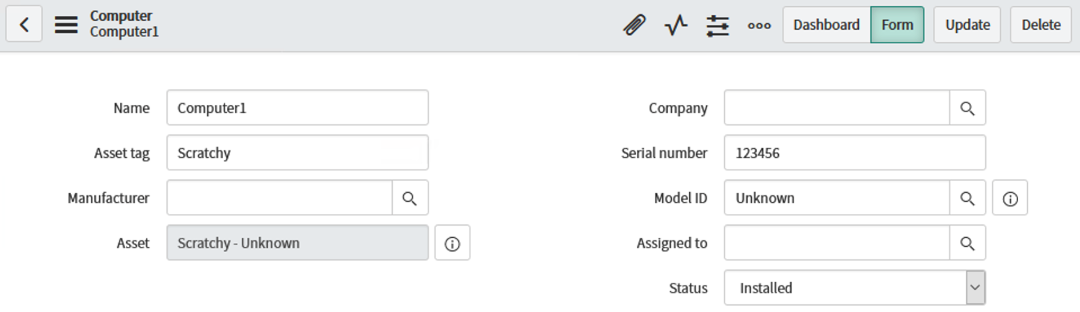 Computer
Computer1
Dashboard
Form
Update
Delete
Name Computer1
Company
Asset tag Scratchy
Serial number 123456
Manufacturer
Model ID Unknown
Asset Scratchy - Unknown
Assigned to
Status Installed